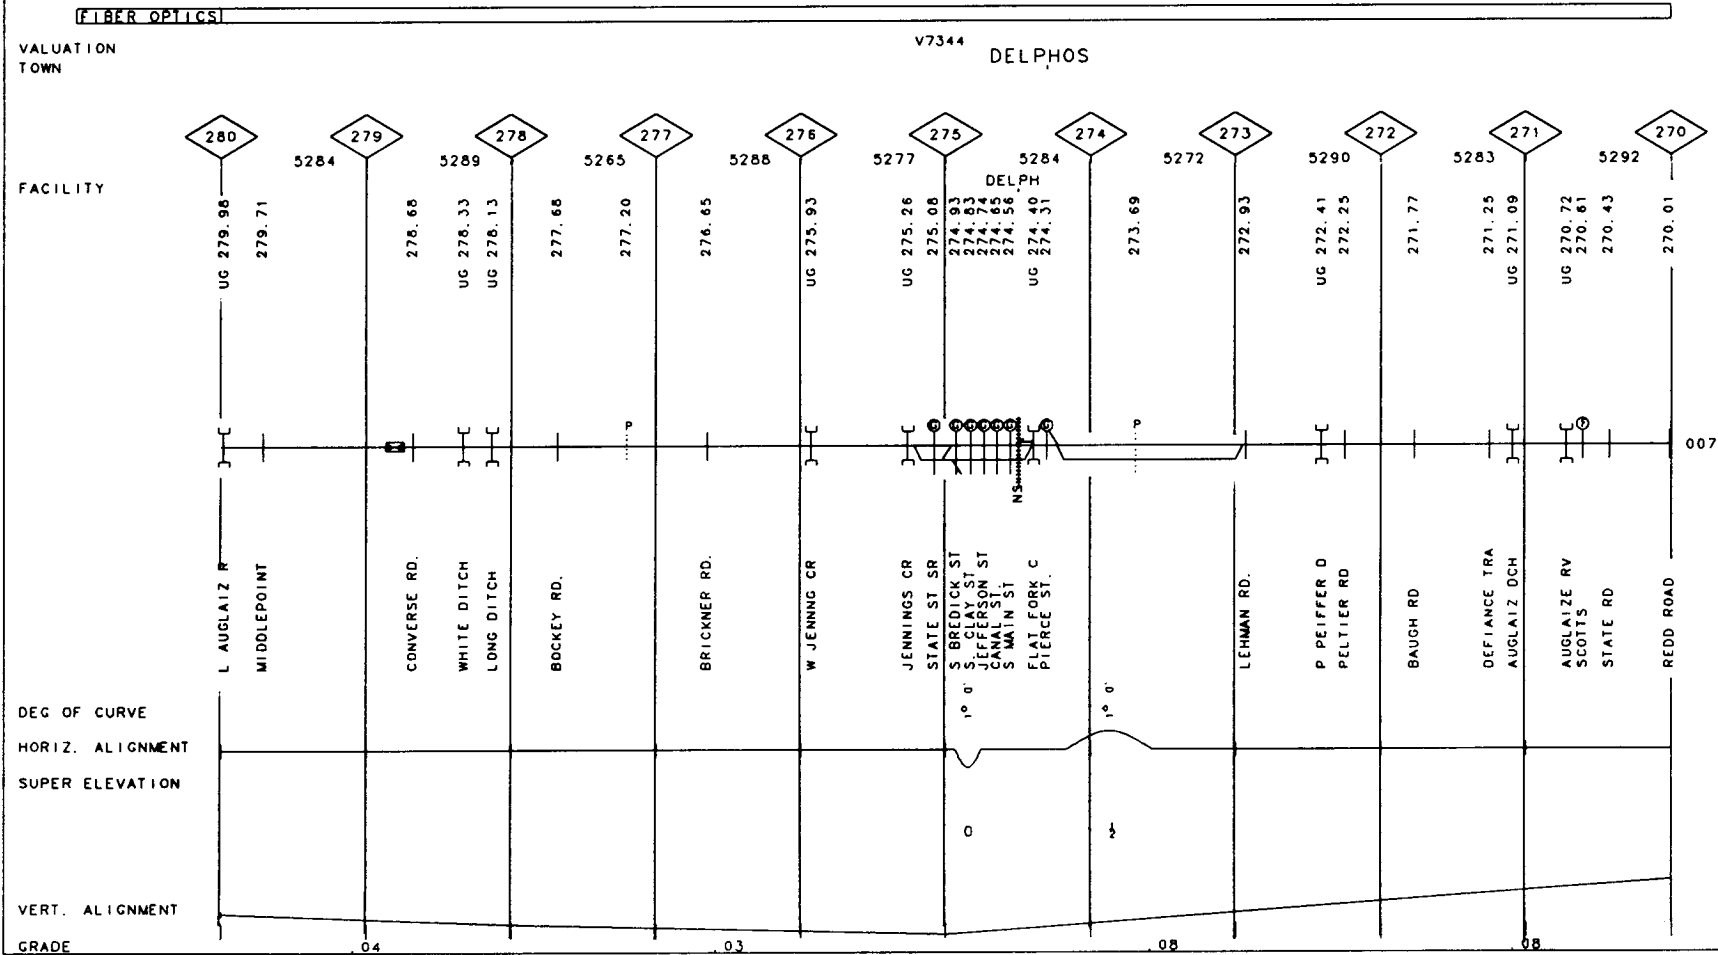 FIBER OPTICS
VALUATION V7344
TOWN DELPHOS
280 279 278 277 276 275 274 273 272 271 270
5284 5289 5265 5288 5277 5284 5272 5290 5283 5292
DELPH
FACILITY
UG 279.98
279.71
278.68
UG 278.33
UG 278.13
277.68
277.20
276.65
UG 275.93
UG 275.26
275.08
274.93
274.83
274.74
274.65
274.56
UG 274.40
274.31
273.69
272.93
UG 272.41
272.25
271.77
271.25
UG 271.09
UG 270.72
270.61
270.43
270.01
P G G G G G G G P P
007
NS
L AUGLAIZ R
MIDDLEPOINT
CONVERSE RD.
WHITE DITCH
LONG DITCH
BOCKEY RD.
BRICKNER RD.
W JENNNG CR
JENNINGS CR
STATE ST SR
S BREDICK ST
S. CLAY ST
JEFFERSON ST
CANAL ST.
S MAIN ST
FLAT FORK C
PIERCE ST.
LEHMAN RD.
P PEIFFER D
PELTIER RD
BAUGH RD
DEFIANCE TRA
AUGLAIZ DCH
AUGLAIZE RV
SCOTTS
STATE RD
REDD ROAD
DEG OF CURVE 1° 0' 1° 0'
HORIZ. ALIGNMENT
SUPER ELEVATION
0 ½
VERT. ALIGNMENT
GRADE .04 .03 .08 .08